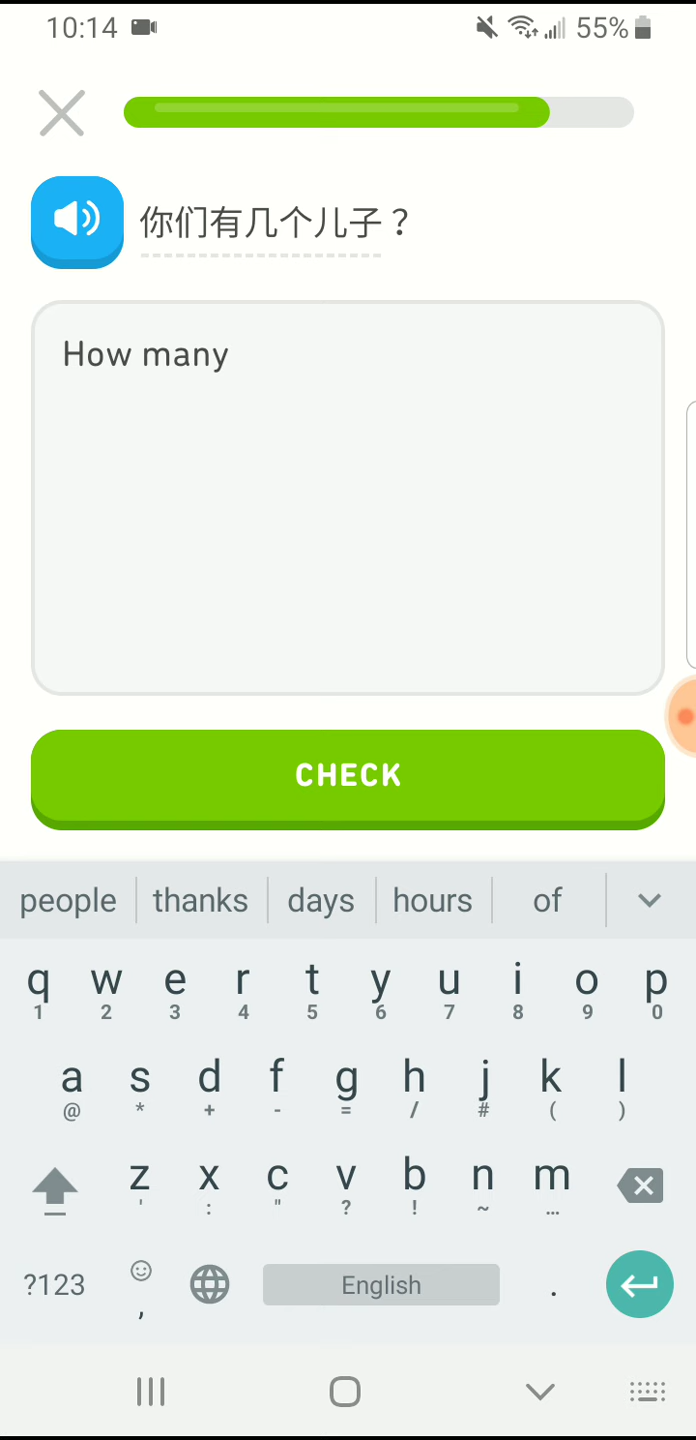 10:14 55%
你们有几个儿子？
How many
CHECK
people thanks days hours of
q w e r t y u i o p
1 2 3 4 5 6 7 8 9 0
a s d f g h j k l
@ * + - = / # ( )
z x c v b n m
' : " ? ! ~ …
?123 , English .